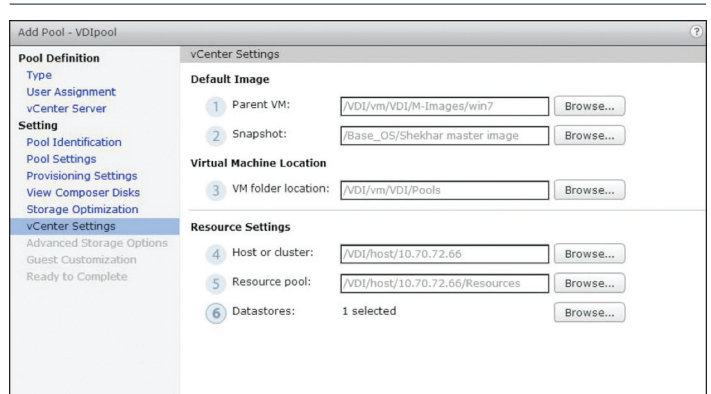 Add Pool - VDIpool
?
Pool Definition
Type
User Assignment
vCenter Server
Setting
Pool Identification
Pool Settings
Provisioning Settings
View Composer Disks
Storage Optimization
vCenter Settings
Advanced Storage Options
Guest Customization
Ready to Complete
vCenter Settings
Default Image
1 Parent VM: /VDI/vm/VDI/M-Images/win7 Browse...
2 Snapshot: /Base_OS/Shekhar master image Browse...
Virtual Machine Location
3 VM folder location: /VDI/vm/VDI/Pools Browse...
Resource Settings
4 Host or cluster: /VDI/host/10.70.72.66 Browse...
5 Resource pool: /VDI/host/10.70.72.66/Resources Browse...
6 Datastores: 1 selected Browse...